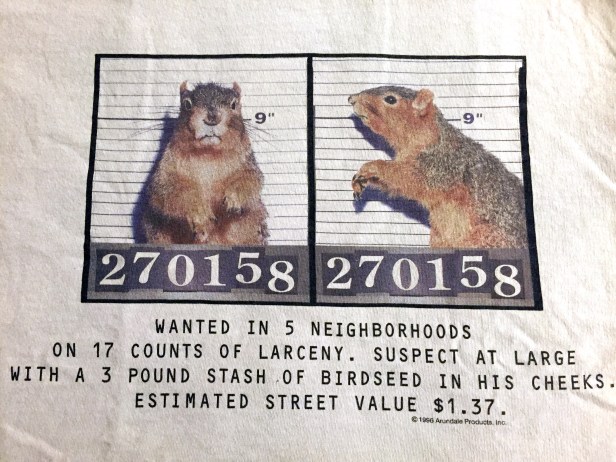 9" 9"
270158 270158
WANTED IN 5 NEIGHBORHOODS
ON 17 COUNTS OF LARCENY. SUSPECT AT LARGE
WITH A 3 POUND STASH OF BIRDSEED IN HIS CHEEKS.
ESTIMATED STREET VALUE $1.37.
© 1996 Arundale Products, Inc.